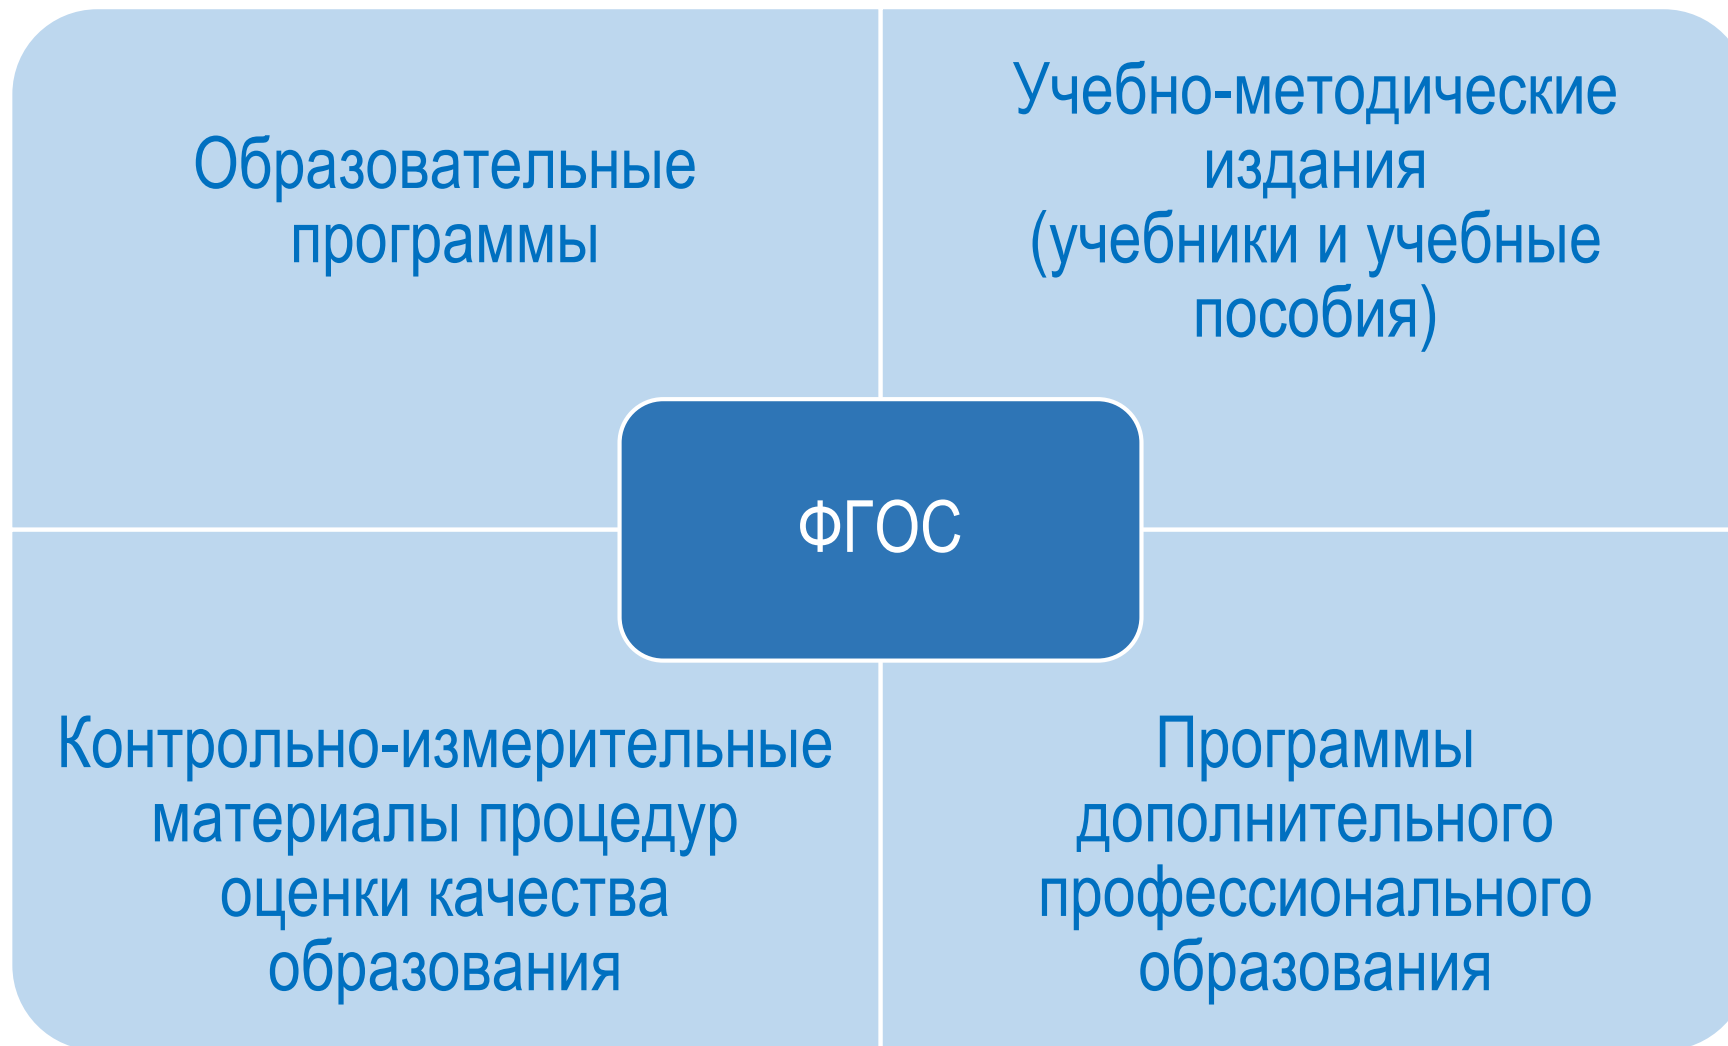 Образовательные
программы
Учебно-методические
издания
(учебники и учебные
пособия)
ФГОС
Контрольно-измерительные
материалы процедур
оценки качества
образования
Программы
дополнительного
профессионального
образования